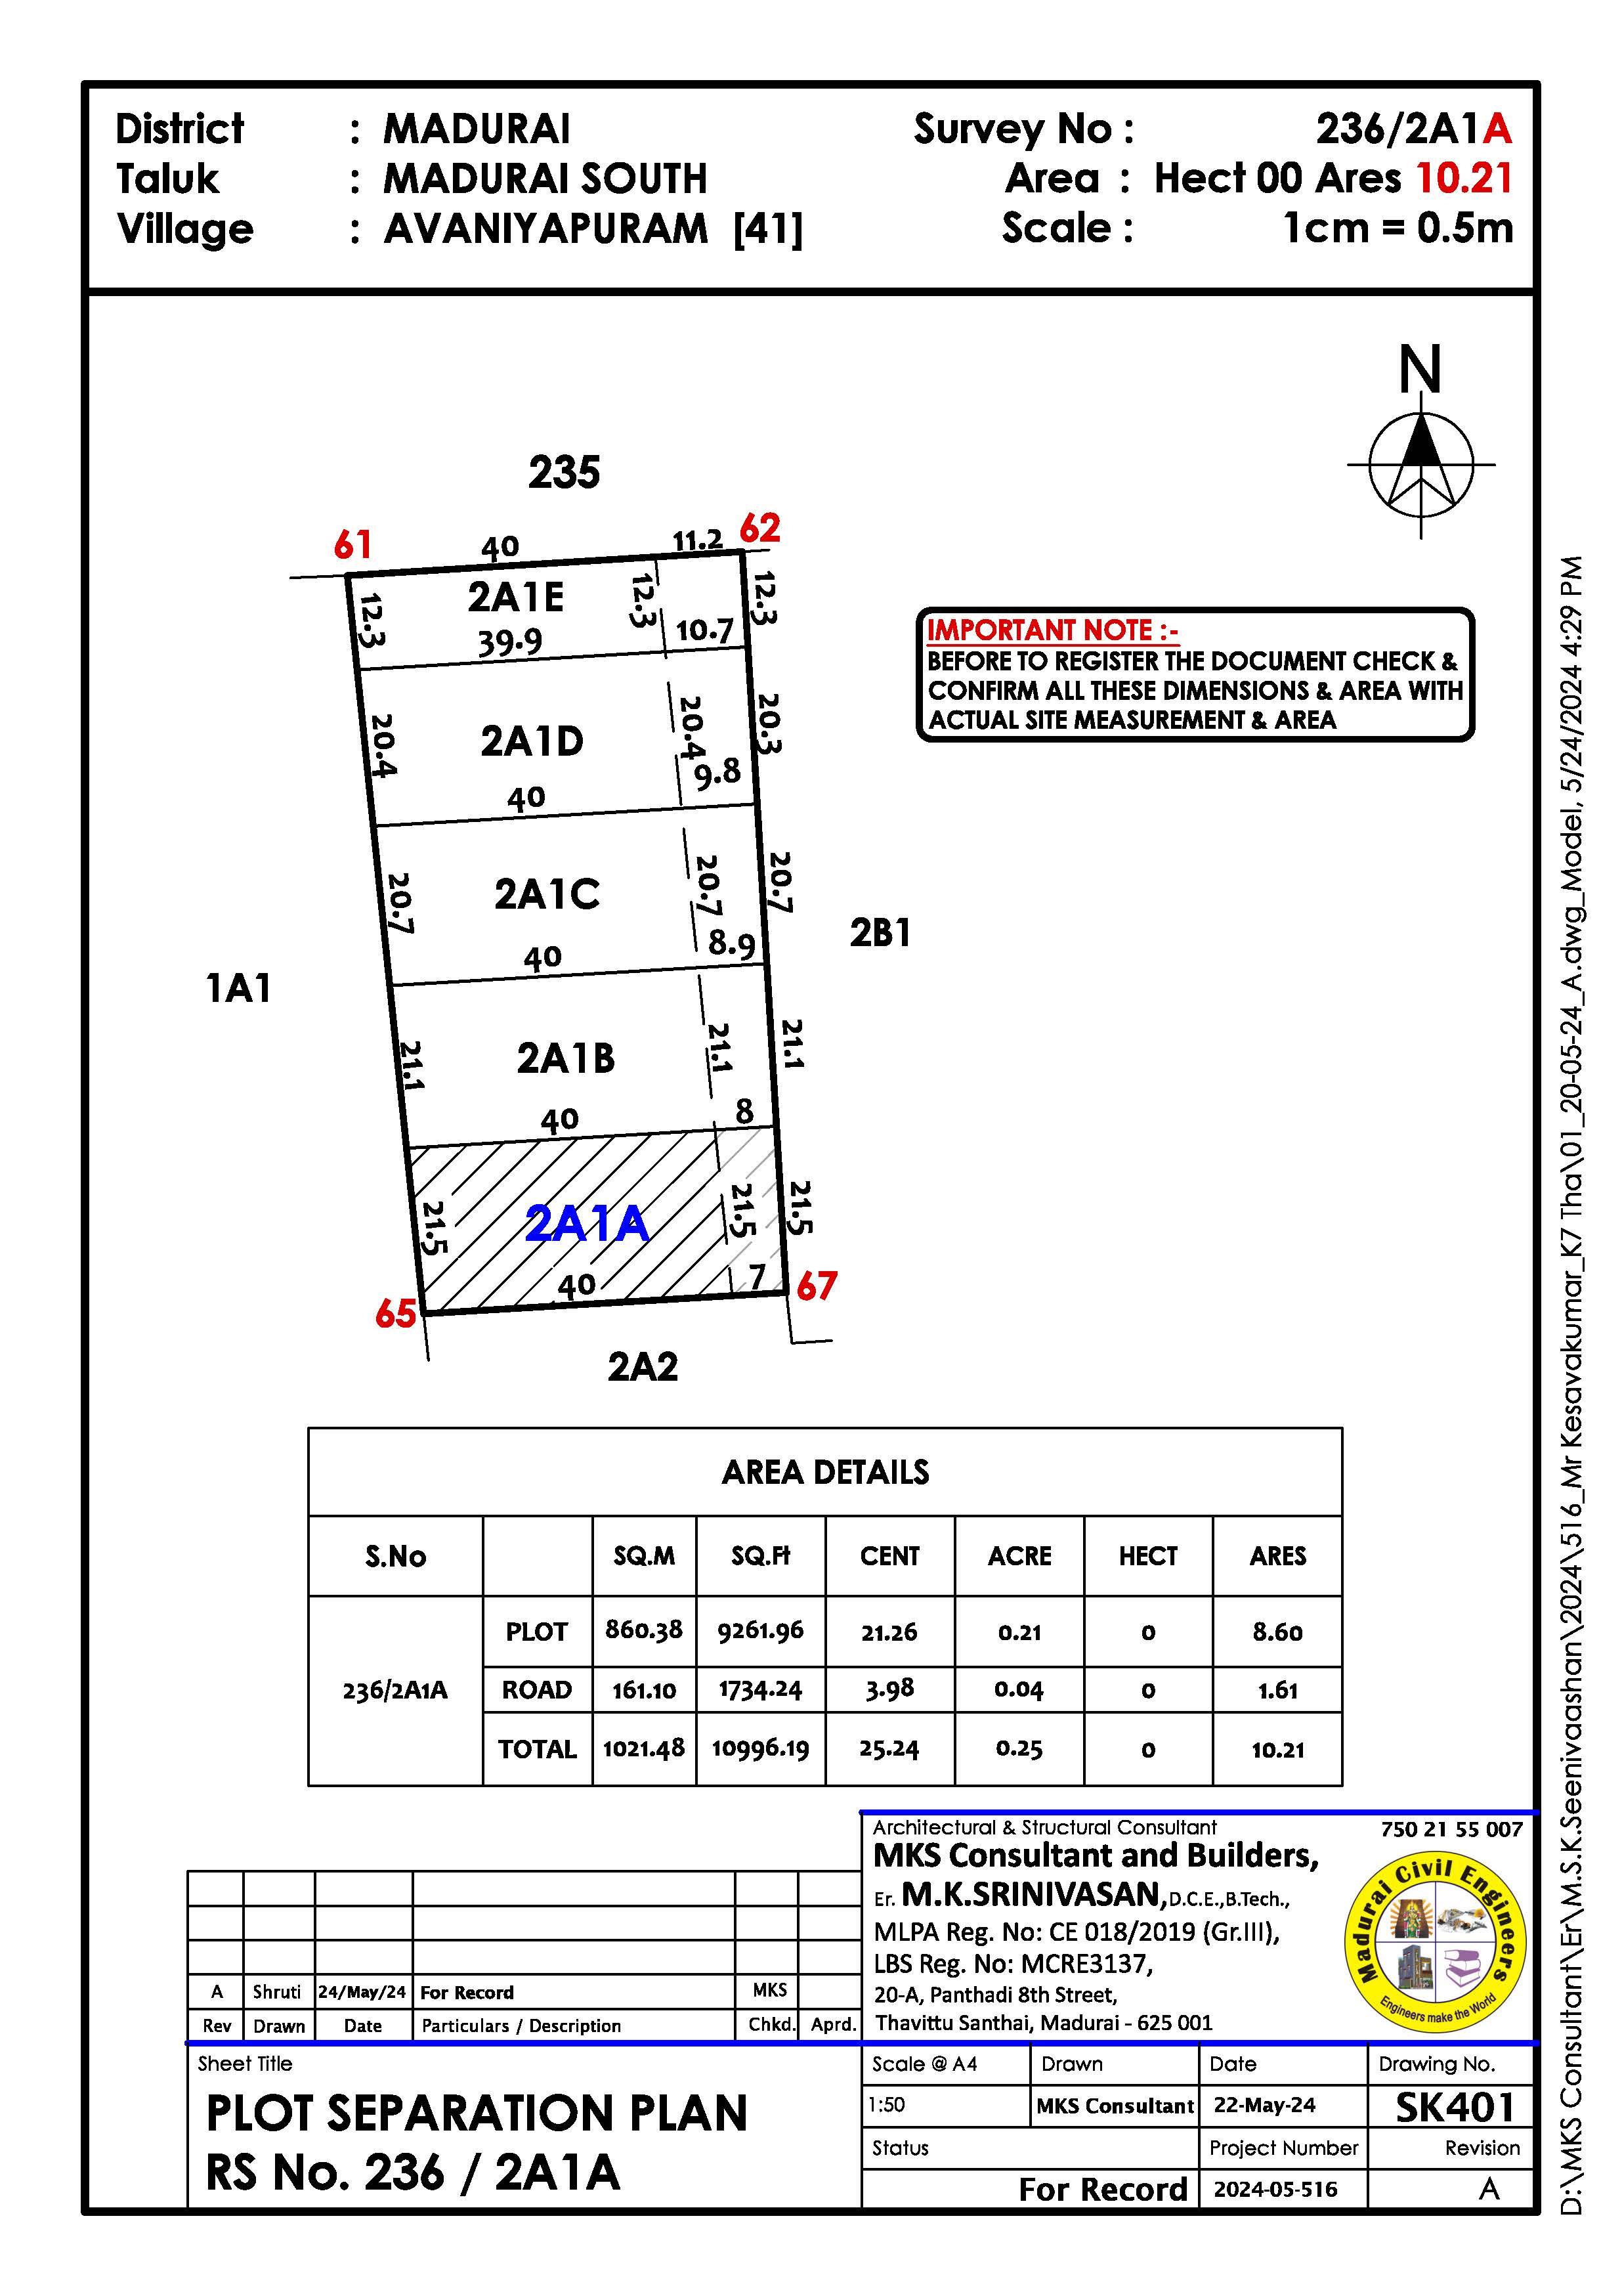 District : MADURAI
Taluk : MADURAI SOUTH
Village : AVANIYAPURAM [41]
Survey No : 236/2A1A
Area : Hect 00 Ares 10.21
Scale : 1cm = 0.5m
N
235
61
40
11.2
62
2A1E
12.3
12.3
12.3
39.9
10.7
20.4
2A1D
20.4
20.3
40
9.8
20.7
2A1C
20.7
20.7
40
8.9
1A1
2B1
21.1
2A1B
21.1
21.1
40
8
21.5
2A1A
21.5
21.5
40
7
65
67
2A2
IMPORTANT NOTE :-
BEFORE TO REGISTER THE DOCUMENT CHECK &
CONFIRM ALL THESE DIMENSIONS & AREA WITH
ACTUAL SITE MEASUREMENT & AREA
AREA DETAILS
S.No SQ.M SQ.Ft CENT ACRE HECT ARES
236/2A1A
PLOT 860.38 9261.96 21.26 0.21 0 8.60
ROAD 161.10 1734.24 3.98 0.04 0 1.61
TOTAL 1021.48 10996.19 25.24 0.25 0 10.21
Architectural & Structural Consultant 750 21 55 007
MKS Consultant and Builders,
Er. M.K.SRINIVASAN,D.C.E.,B.Tech.,
MLPA Reg. No: CE 018/2019 (Gr.III),
LBS Reg. No: MCRE3137,
20-A, Panthadi 8th Street,
Thavittu Santhai, Madurai - 625 001
Madurai Civil Engineers
Engineers make the World
A Shruti 24/May/24 For Record MKS
Rev Drawn Date Particulars / Description Chkd. Aprd.
Sheet Title
PLOT SEPARATION PLAN
RS No. 236 / 2A1A
Scale @ A4 Drawn Date Drawing No.
1:50 MKS Consultant 22-May-24 SK401
Status Project Number Revision
For Record 2024-05-516 A
D:\MKS Consultant\Er\M.S.K.Seenivaashan\2024\516_Mr Kesavakumar_K7 Tha\01_20-05-24_A.dwg_Model, 5/24/2024 4:29 PM